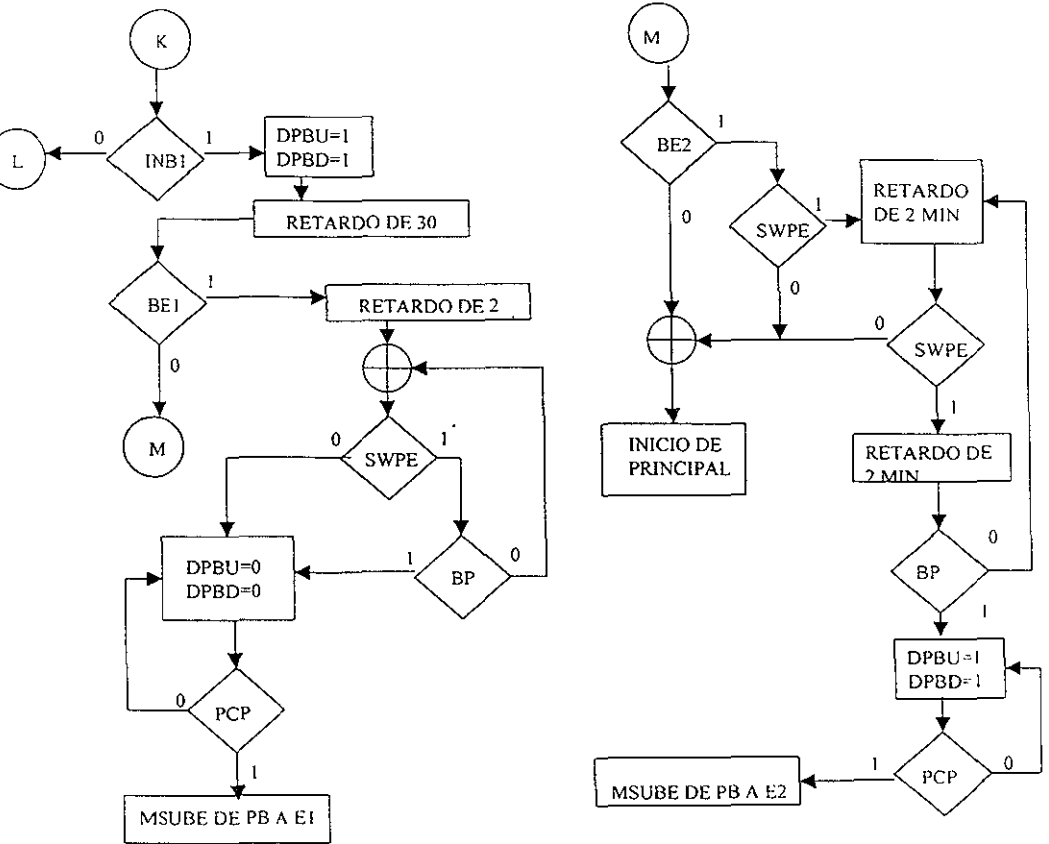 K
0
INB1
1
L
DPBU=1
DPBD=1
RETARDO DE 30
BE1
1
0
RETARDO DE 2
M
0
SWPE
1
DPBU=0
DPBD=0
1
BP
0
0
PCP
1
MSUBE DE PB A E1
M
BE2
1
0
SWPE
1
0
RETARDO
DE 2 MIN
0
SWPE
1
INICIO DE
PRINCIPAL
RETARDO DE
2 MIN
BP
0
1
DPBU=1
DPBD=1
1
PCP
0
MSUBE DE PB A E2